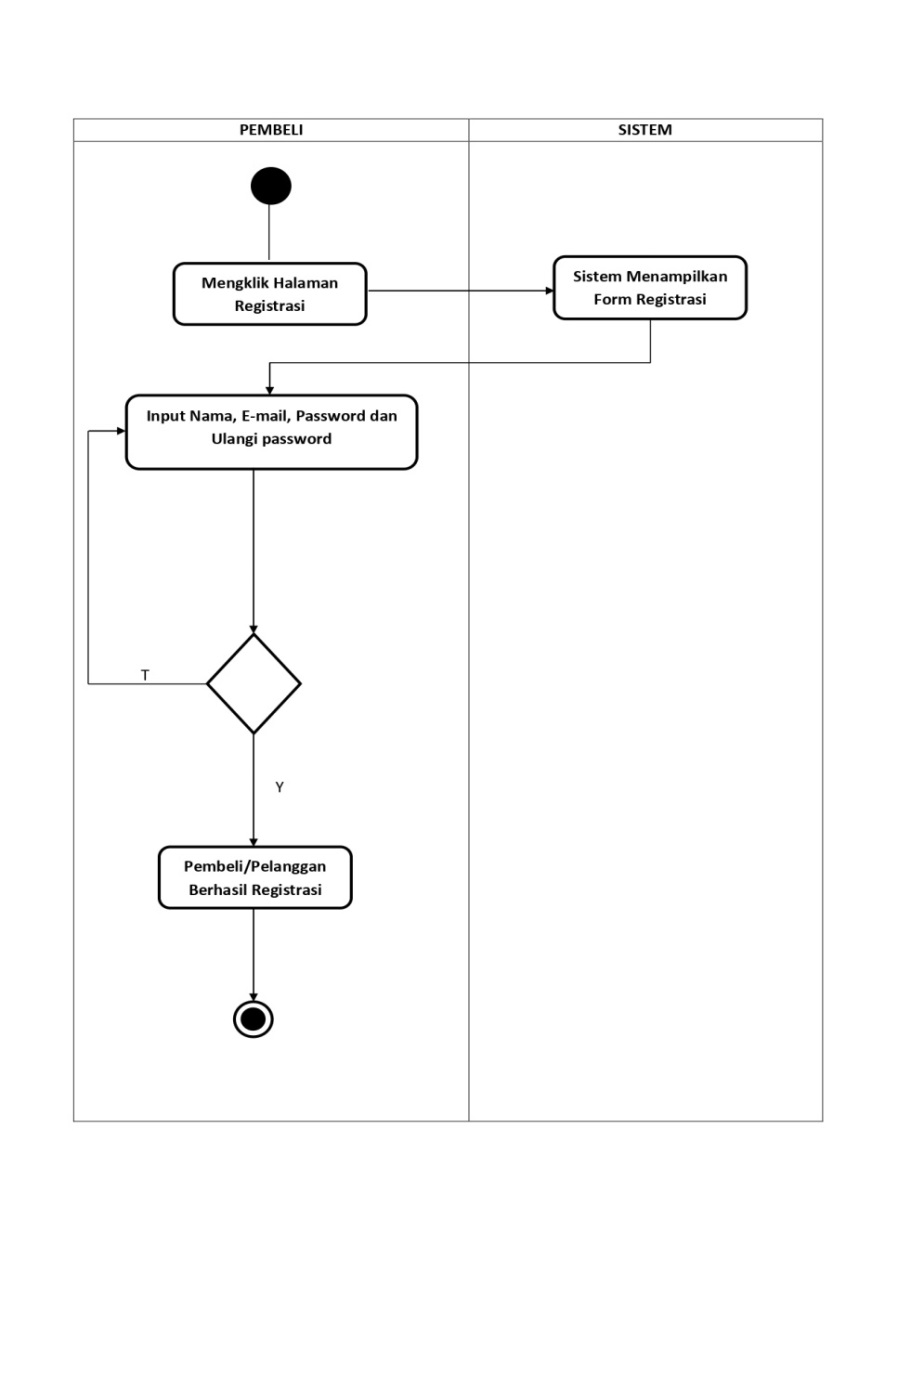 PEMBELI
SISTEM
Mengklik Halaman
Registrasi
Sistem Menampilkan
Form Registrasi
Input Nama, E-mail, Password dan
Ulangi password
T
Y
Pembeli/Pelanggan
Berhasil Registrasi